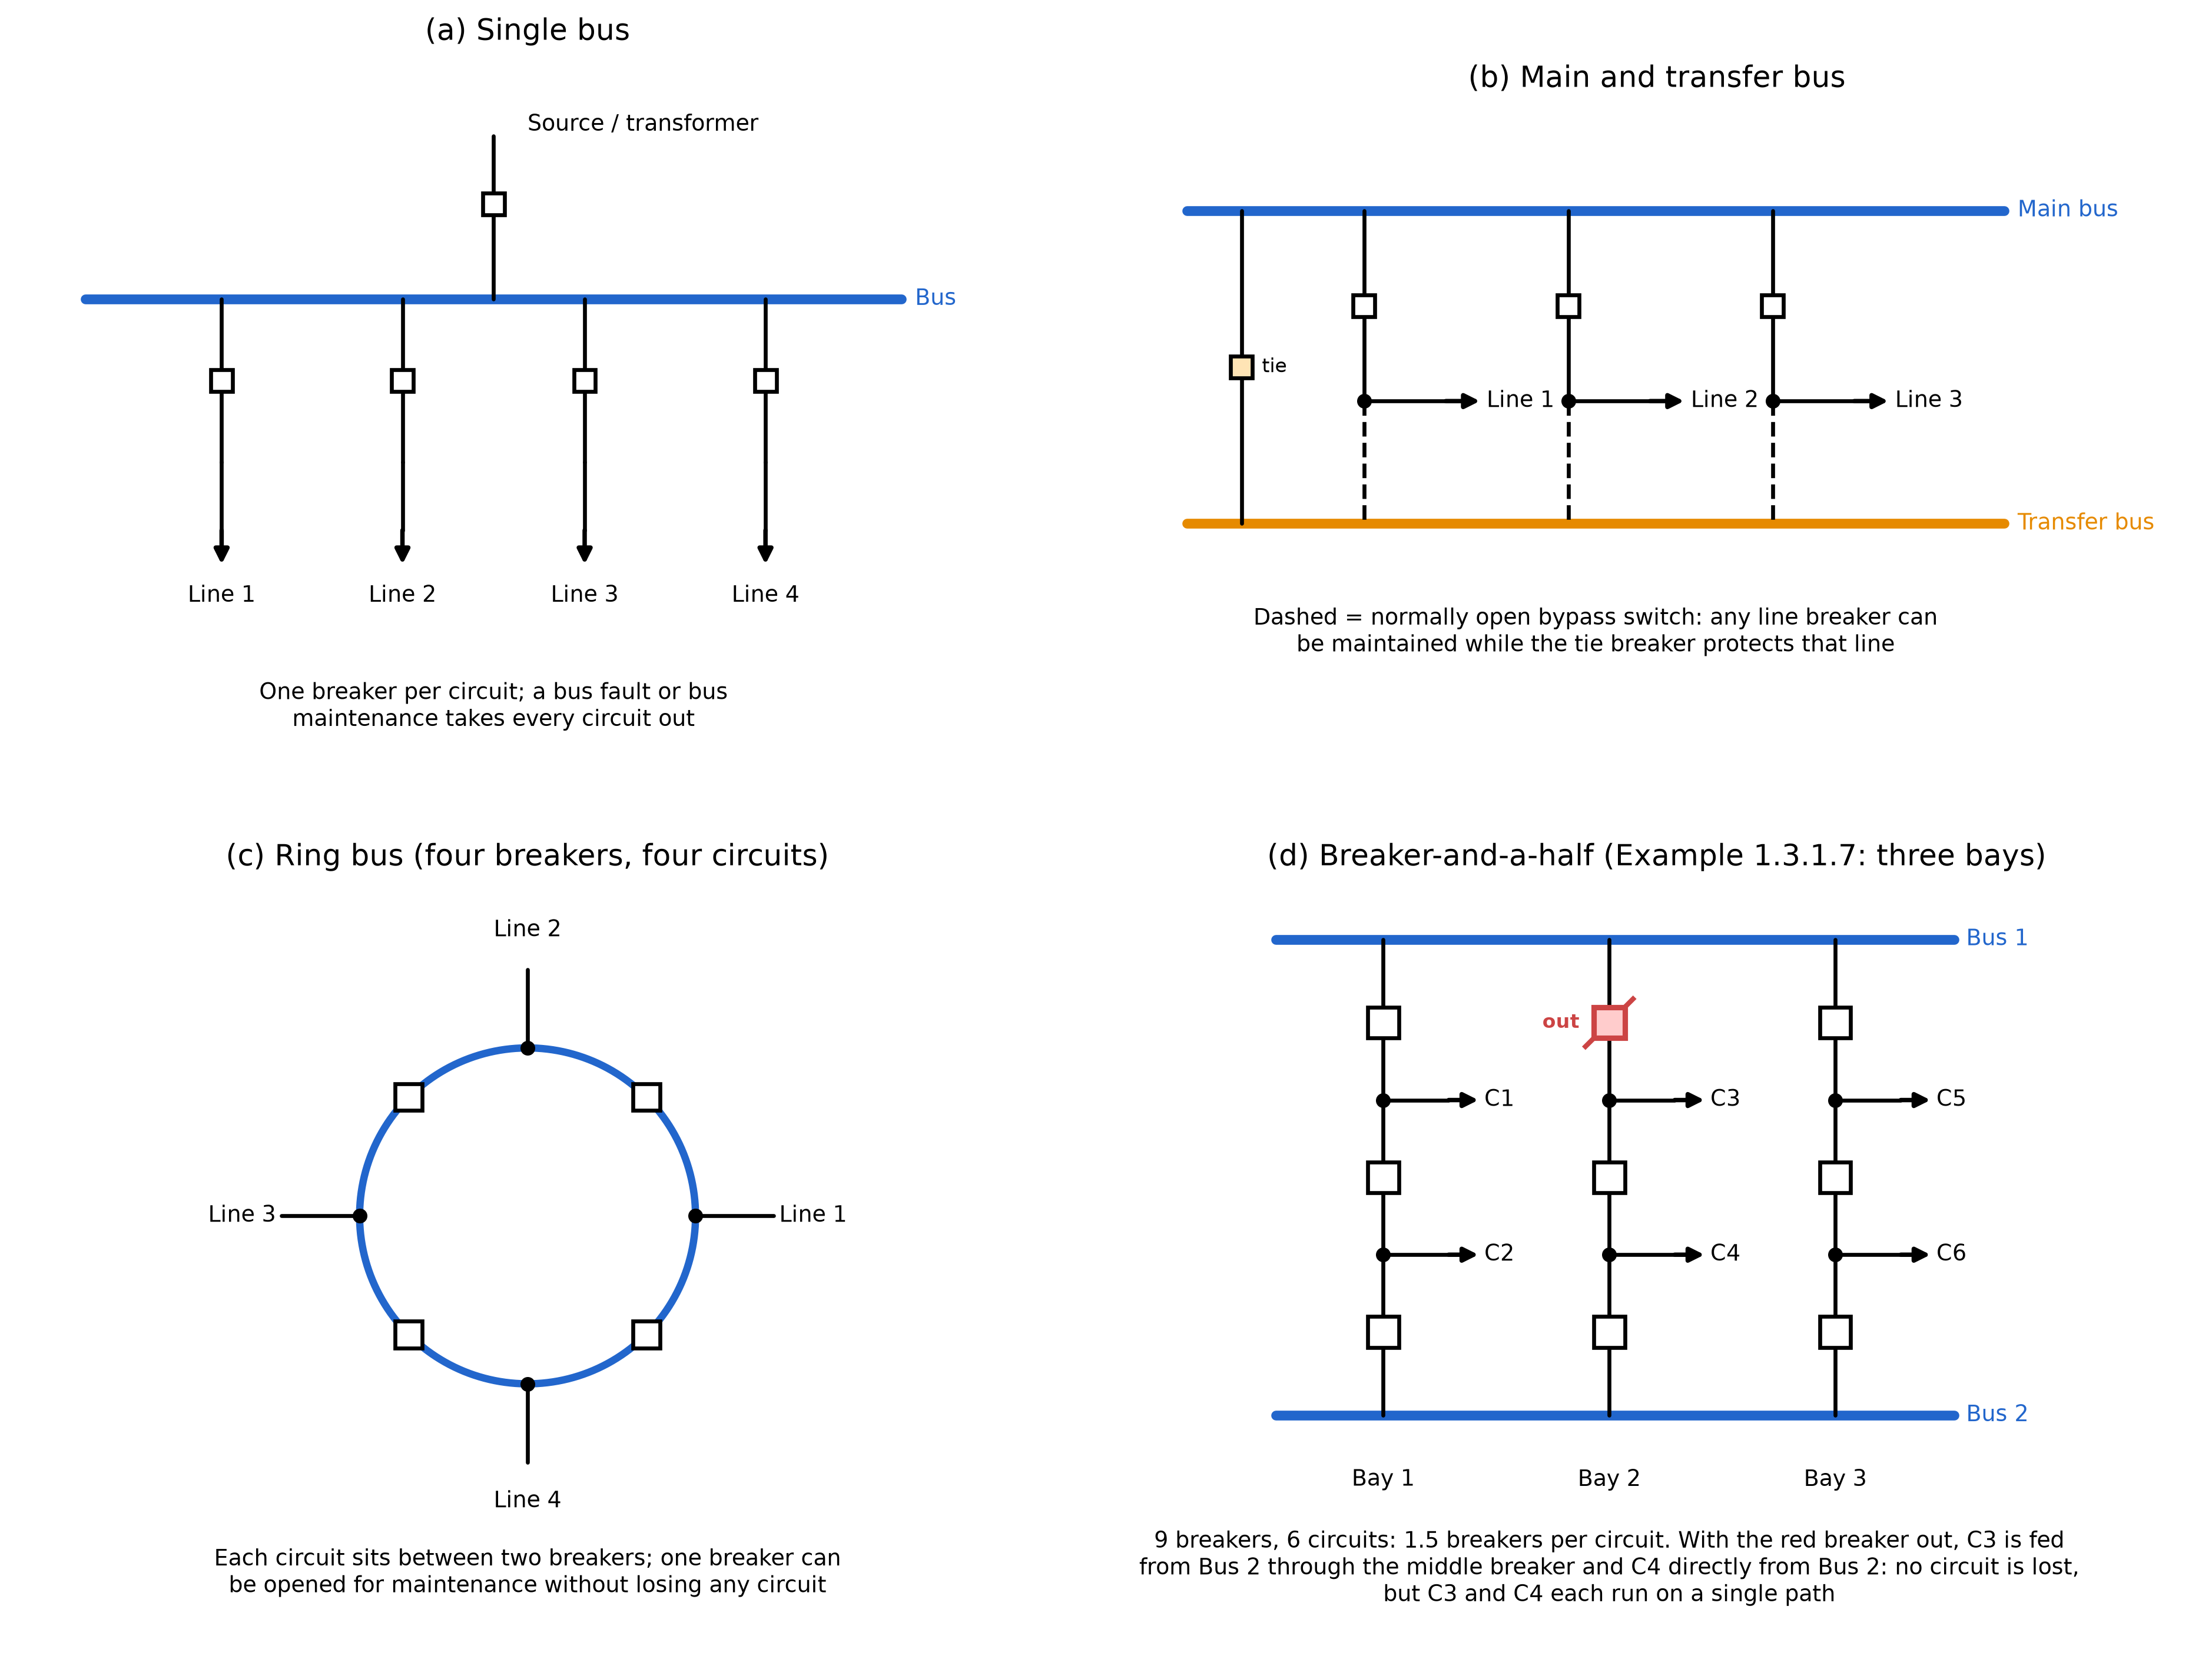 (a) Single bus
Source / transformer
Bus
Line 1
Line 2
Line 3
Line 4
One breaker per circuit; a bus fault or bus
maintenance takes every circuit out
(b) Main and transfer bus
Main bus
tie
Line 1
Line 2
Line 3
Transfer bus
Dashed = normally open bypass switch: any line breaker can
be maintained while the tie breaker protects that line
(c) Ring bus (four breakers, four circuits)
Line 2
Line 3
Line 1
Line 4
Each circuit sits between two breakers; one breaker can
be opened for maintenance without losing any circuit
(d) Breaker-and-a-half (Example 1.3.1.7: three bays)
Bus 1
out
C1
C3
C5
C2
C4
C6
Bus 2
Bay 1
Bay 2
Bay 3
9 breakers, 6 circuits: 1.5 breakers per circuit. With the red breaker out, C3 is fed
from Bus 2 through the middle breaker and C4 directly from Bus 2: no circuit is lost,
but C3 and C4 each run on a single path